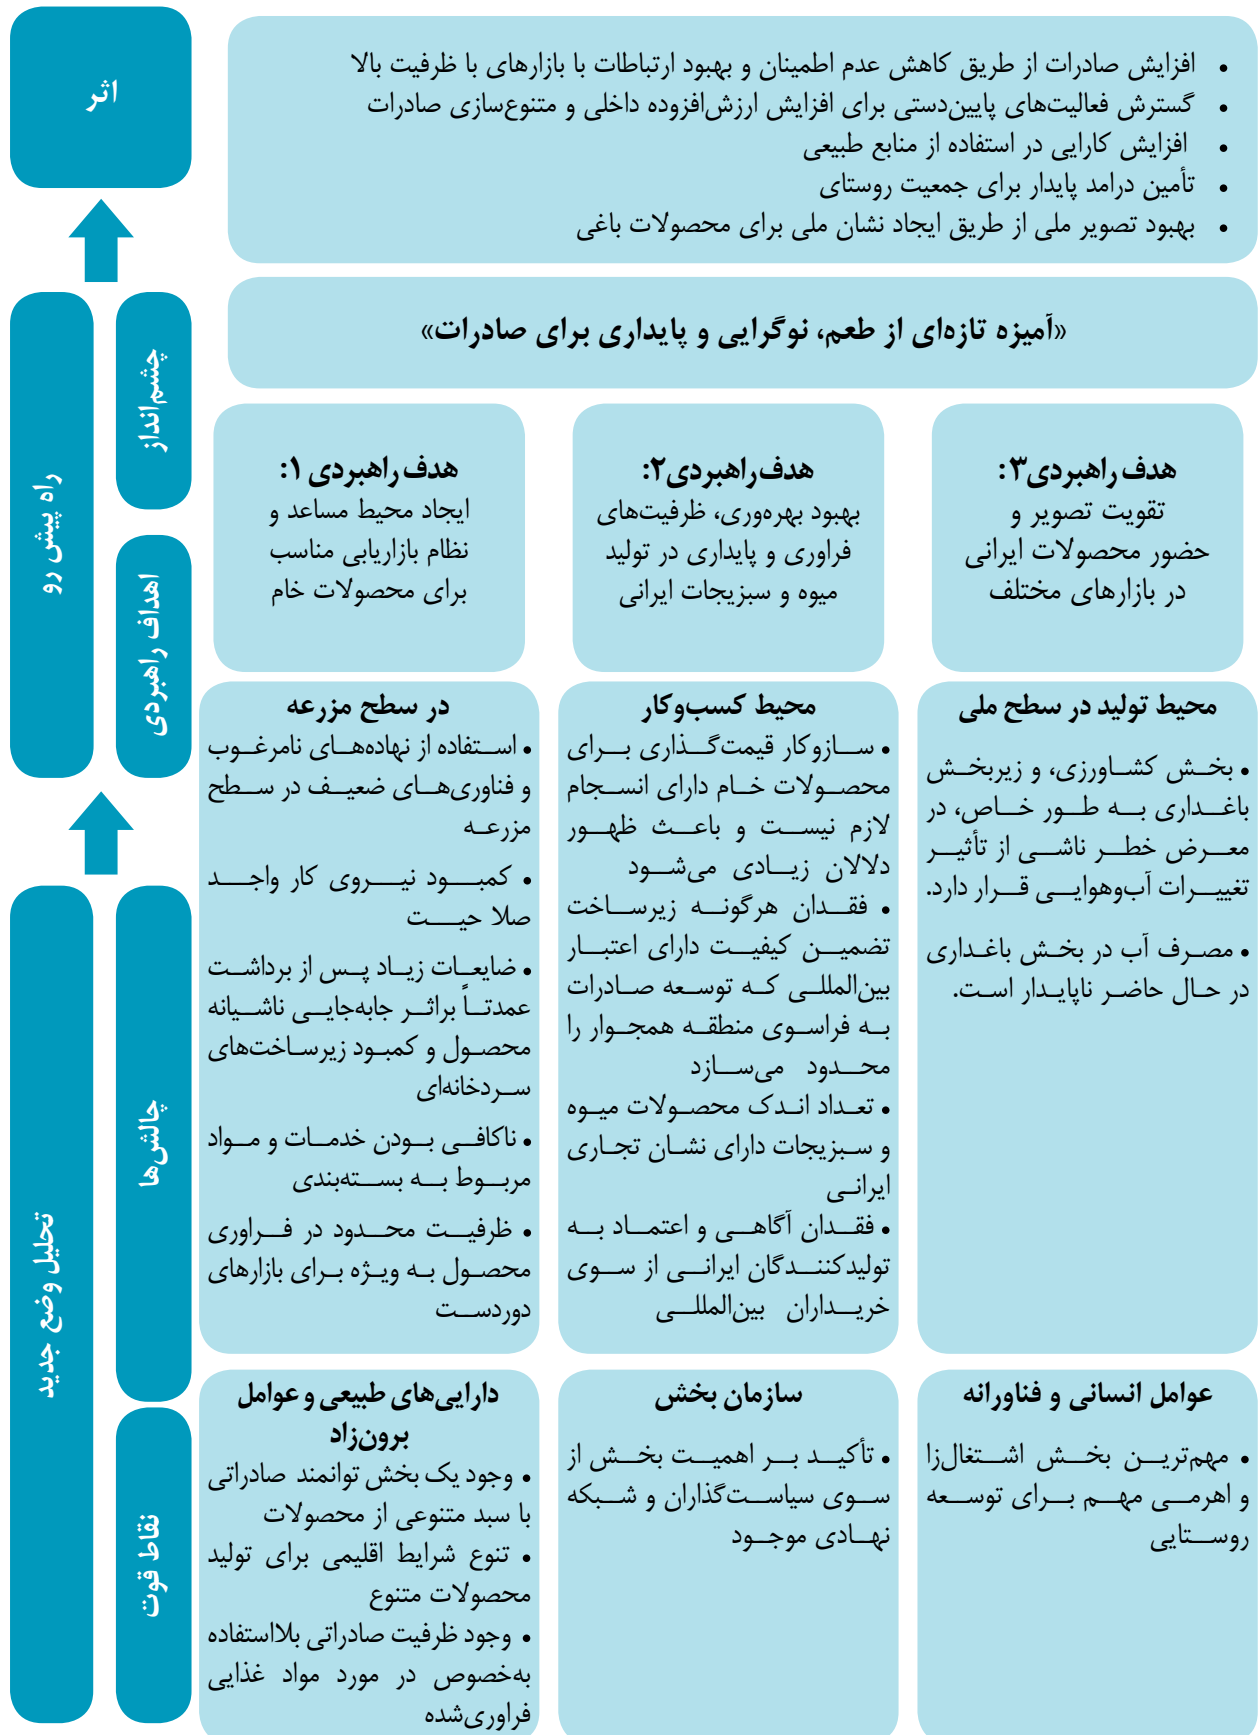 اثر
• افزایش صادرات از طریق کاهش عدم اطمینان و بهبود ارتباطات با بازارهای با ظرفیت بالا
• گسترش فعالیت‌های پایین‌دستی برای افزایش ارزش‌افزوده داخلی و متنوع‌سازی صادرات
• افزایش کارایی در استفاده از منابع طبیعی
• تأمین درامد پایدار برای جمعیت روستای
• بهبود تصویر ملی از طریق ایجاد نشان ملی برای محصولات باغی
راه پیش رو
چشم‌انداز
«آمیزه تازه‌ای از طعم، نوگرایی و پایداری برای صادرات»
اهداف راهبردی
هدف راهبردی ۱:
ایجاد محیط مساعد و
نظام بازاریابی مناسب
برای محصولات خام
هدف راهبردی۲:
بهبود بهره‌وری، ظرفیت‌های
فراوری و پایداری در تولید
میوه و سبزیجات ایرانی
هدف راهبردی۳:
تقویت تصویر و
حضور محصولات ایرانی
در بازارهای مختلف
تحلیل وضع جدید
چالش‌ها
در سطح مزرعه
• استفاده از نهاده‌های نامرغوب
و فناوری‌های ضعیف در سطح
مزرعه
• کمبود نیروی کار واجد
صلا حیت
• ضایعات زیاد پس از برداشت
عمدتاً براثر جابه‌جایی ناشیانه
محصول و کمبود زیرساخت‌های
سردخانه‌ای
• ناکافی بودن خدمات و مواد
مربوط به بسته‌بندی
• ظرفیت محدود در فراوری
محصول به ویژه برای بازارهای
دوردست
محیط کسب‌وکار
• سازوکار قیمت‌گذاری برای
محصولات خام دارای انسجام
لازم نیست و باعث ظهور
دلالان زیادی می‌شود
• فقدان هرگونه زیرساخت
تضمین کیفیت دارای اعتبار
بین‌المللی که توسعه صادرات
به فراسوی منطقه همجوار را
محدود می‌سازد
• تعداد اندک محصولات میوه
و سبزیجات دارای نشان تجاری
ایرانی
• فقدان آگاهی و اعتماد به
تولیدکنندگان ایرانی از سوی
خریداران بین‌المللی
محیط تولید در سطح ملی
• بخش کشاورزی، و زیربخش
باغداری به طور خاص، در
معرض خطر ناشی از تأثیر
تغییرات آب‌وهوایی قرار دارد.
• مصرف آب در بخش باغداری
در حال حاضر ناپایدار است.
نقاط قوت
دارایی‌های طبیعی و عوامل
برون‌زاد
• وجود یک بخش توانمند صادراتی
با سبد متنوعی از محصولات
• تنوع شرایط اقلیمی برای تولید
محصولات متنوع
• وجود ظرفیت صادراتی بلااستفاده
به‌خصوص در مورد مواد غذایی
فراوری‌شده
سازمان بخش
• تأکید بر اهمیت بخش از
سوی سیاست‌گذاران و شبکه
نهادی موجود
عوامل انسانی و فناورانه
• مهم‌ترین بخش اشتغال‌زا
و اهرمی مهم برای توسعه
روستایی